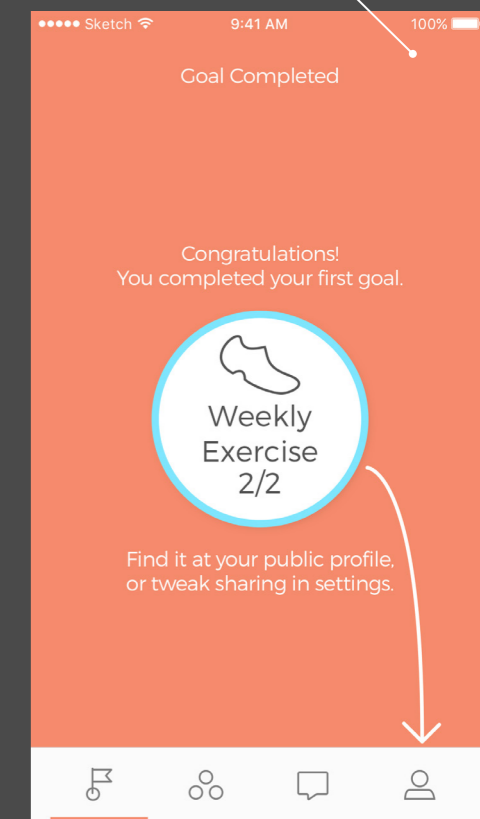 Sketch 9:41 AM 100%
Goal Completed
Congratulations!
You completed your first goal.
Weekly
Exercise
2/2
Find it at your public profile,
or tweak sharing in settings.